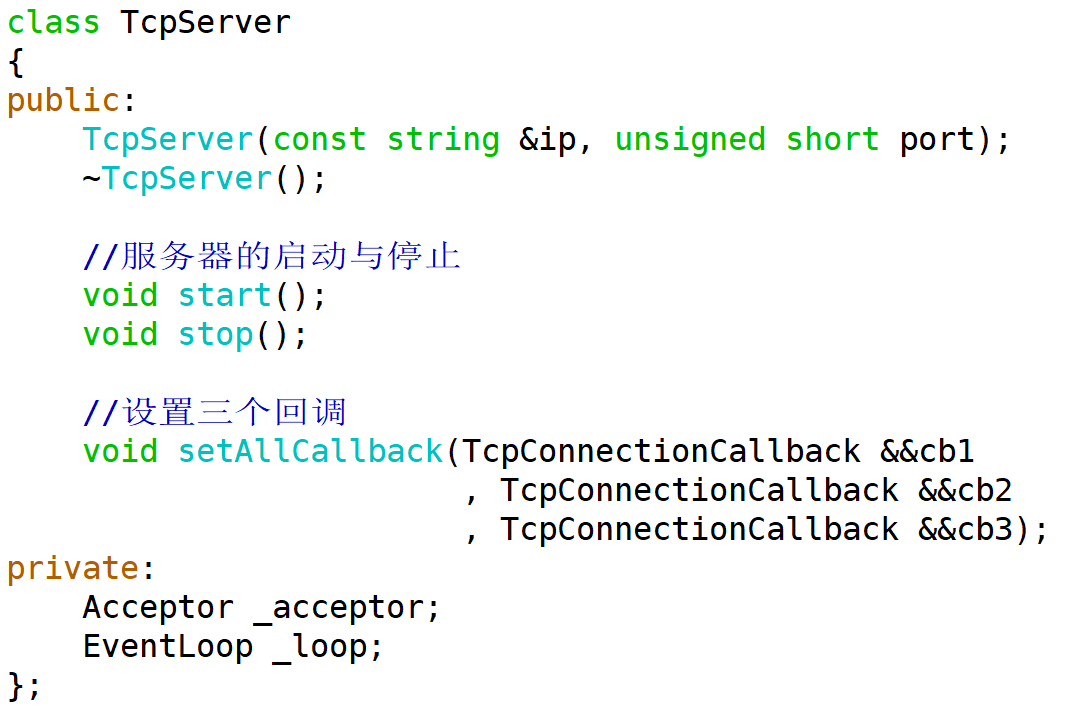 class TcpServer
{
public:
    TcpServer(const string &ip, unsigned short port);
    ~TcpServer();

    //服务器的启动与停止
    void start();
    void stop();

    //设置三个回调
    void setAllCallback(TcpConnectionCallback &&cb1
                        , TcpConnectionCallback &&cb2
                        , TcpConnectionCallback &&cb3);
private:
    Acceptor _acceptor;
    EventLoop _loop;
};